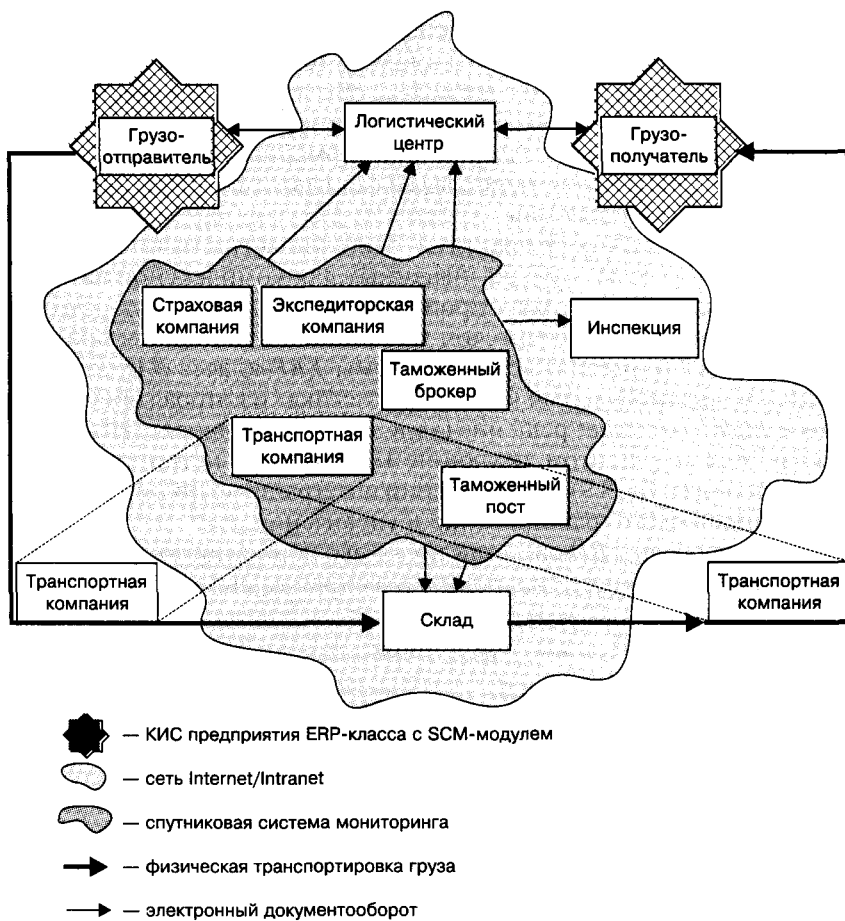 Грузо-
отправитель
Логистический
центр
Грузо-
получатель
Страховая
компания
Экспедиторская
компания
Инспекция
Таможенный
брокер
Транспортная
компания
Таможенный
пост
Транспортная
компания
Склад
Транспортная
компания
— КИС предприятия ERP-класса с SCM-модулем
— сеть Internet/Intranet
— спутниковая система мониторинга
— физическая транспортировка груза
— электронный документооборот